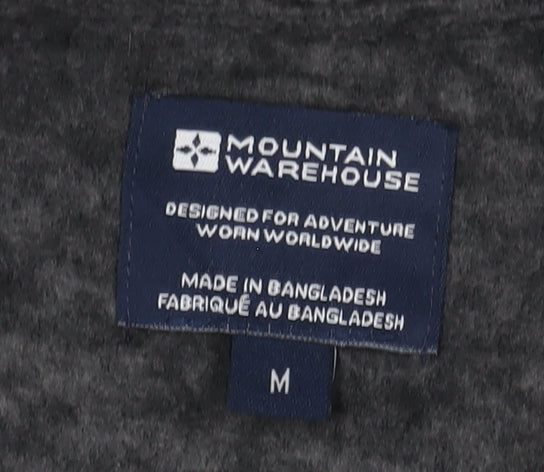 MOUNTAIN
WAREHOUSE
DESIGNED FOR ADVENTURE
WORN WORLDWIDE
MADE IN BANGLADESH
FABRIQUÉ AU BANGLADESH
M